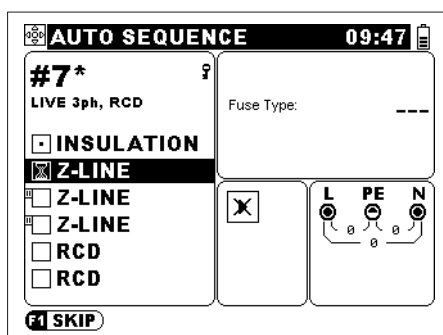 AUTO SEQUENCE 09:47
#7*
LIVE 3ph, RCD
INSULATION
Z-LINE
Z-LINE
Z-LINE
RCD
RCD
Fuse Type: ---
L PE N
0 0
0
F1 SKIP